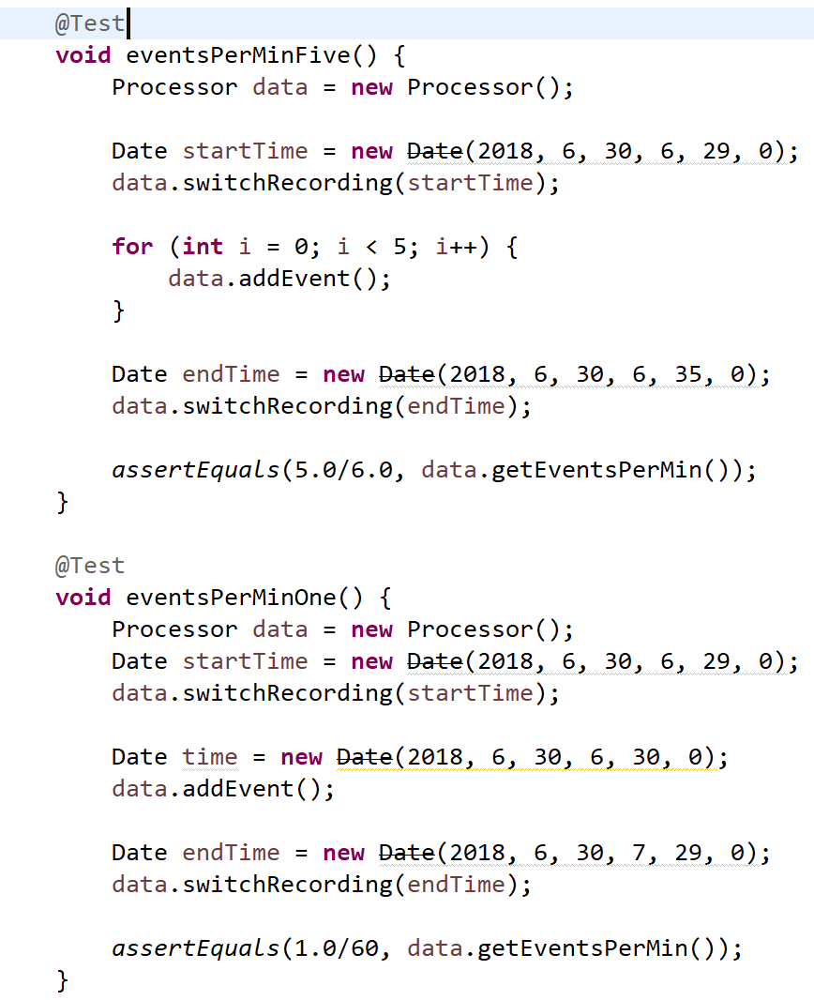 @Test
void eventsPerMinFive() {
    Processor data = new Processor();

    Date startTime = new Date(2018, 6, 30, 6, 29, 0);
    data.switchRecording(startTime);

    for (int i = 0; i < 5; i++) {
        data.addEvent();
    }

    Date endTime = new Date(2018, 6, 30, 6, 35, 0);
    data.switchRecording(endTime);

    assertEquals(5.0/6.0, data.getEventsPerMin());
}

@Test
void eventsPerMinOne() {
    Processor data = new Processor();
    Date startTime = new Date(2018, 6, 30, 6, 29, 0);
    data.switchRecording(startTime);

    Date time = new Date(2018, 6, 30, 6, 30, 0);
    data.addEvent();

    Date endTime = new Date(2018, 6, 30, 7, 29, 0);
    data.switchRecording(endTime);

    assertEquals(1.0/60, data.getEventsPerMin());
}